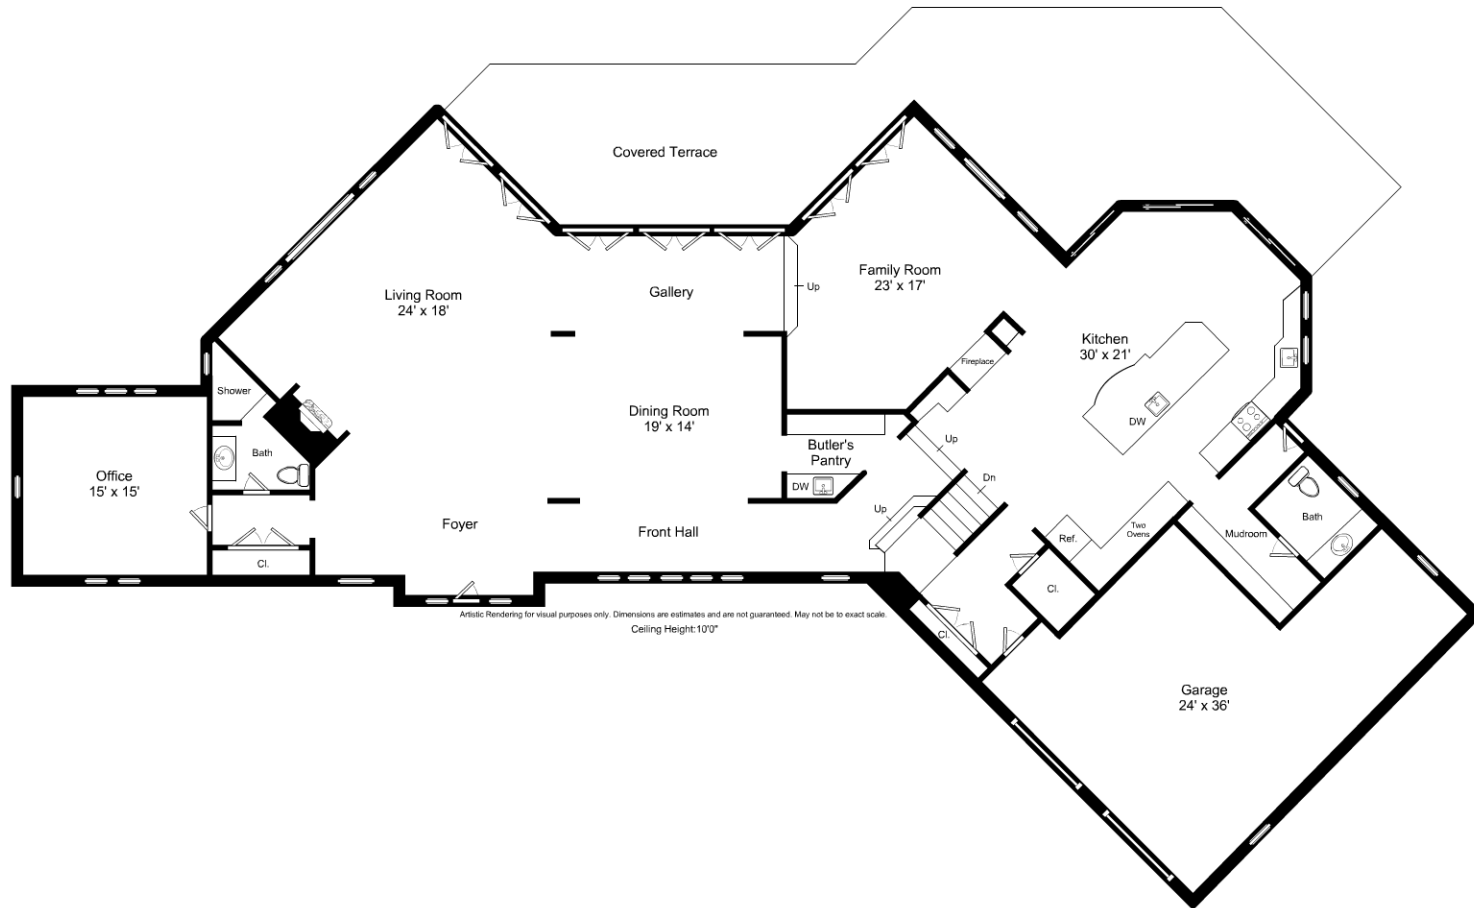 Covered Terrace
Living Room
24' x 18'
Gallery
Up
Family Room
23' x 17'
Kitchen
30' x 21'
Fireplace
Shower
Bath
Dining Room
19' x 14'
Butler's
Pantry
DW
Up
Dn
Up
DW
Office
15' x 15'
Foyer
Front Hall
Cl.
Ref.
Two
Ovens
Mudroom
Bath
Cl.
Cl.
Garage
24' x 36'
Artistic Rendering for visual purposes only. Dimensions are estimates and are not guaranteed. May not be to exact scale.
Ceiling Height:10'0"